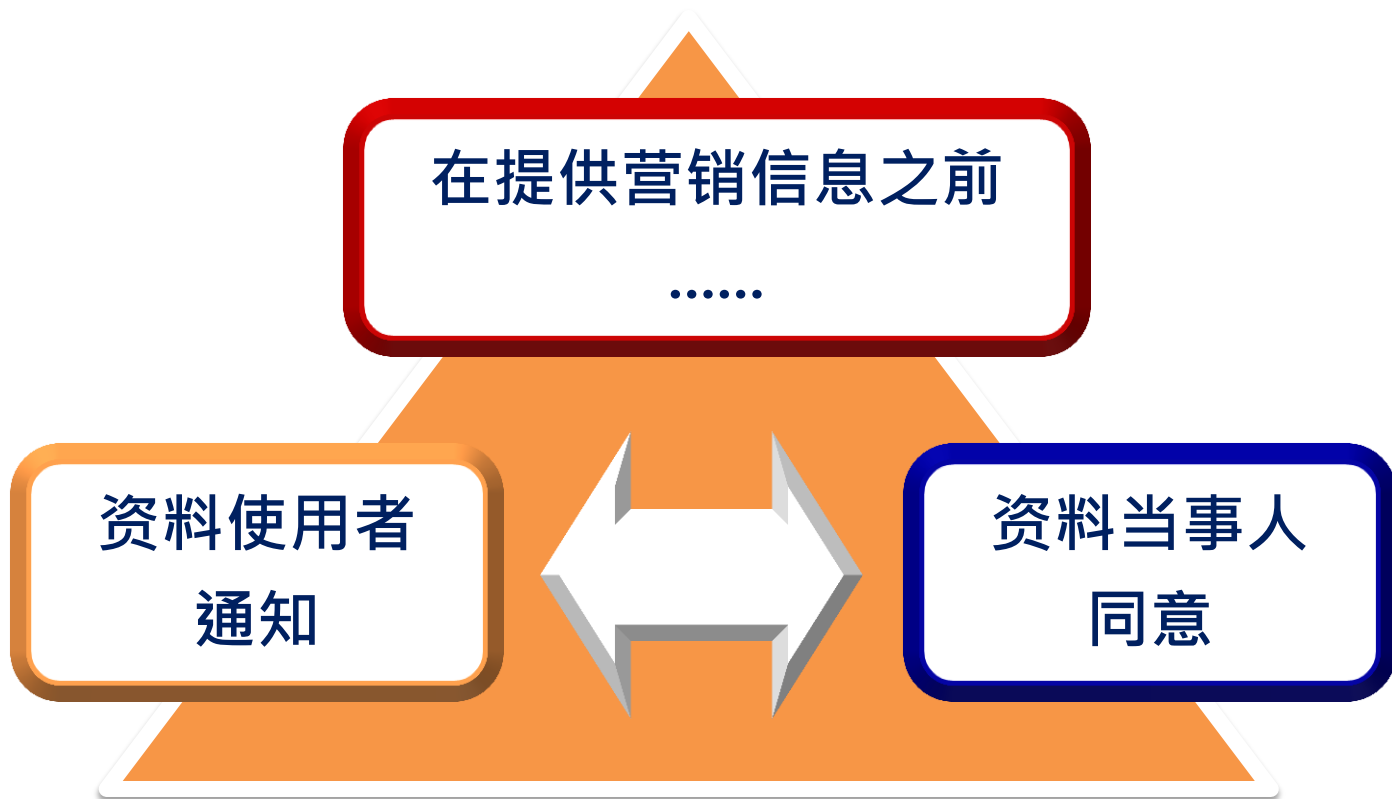 在提供营销信息之前
……
资料使用者
通知
资料当事人
同意